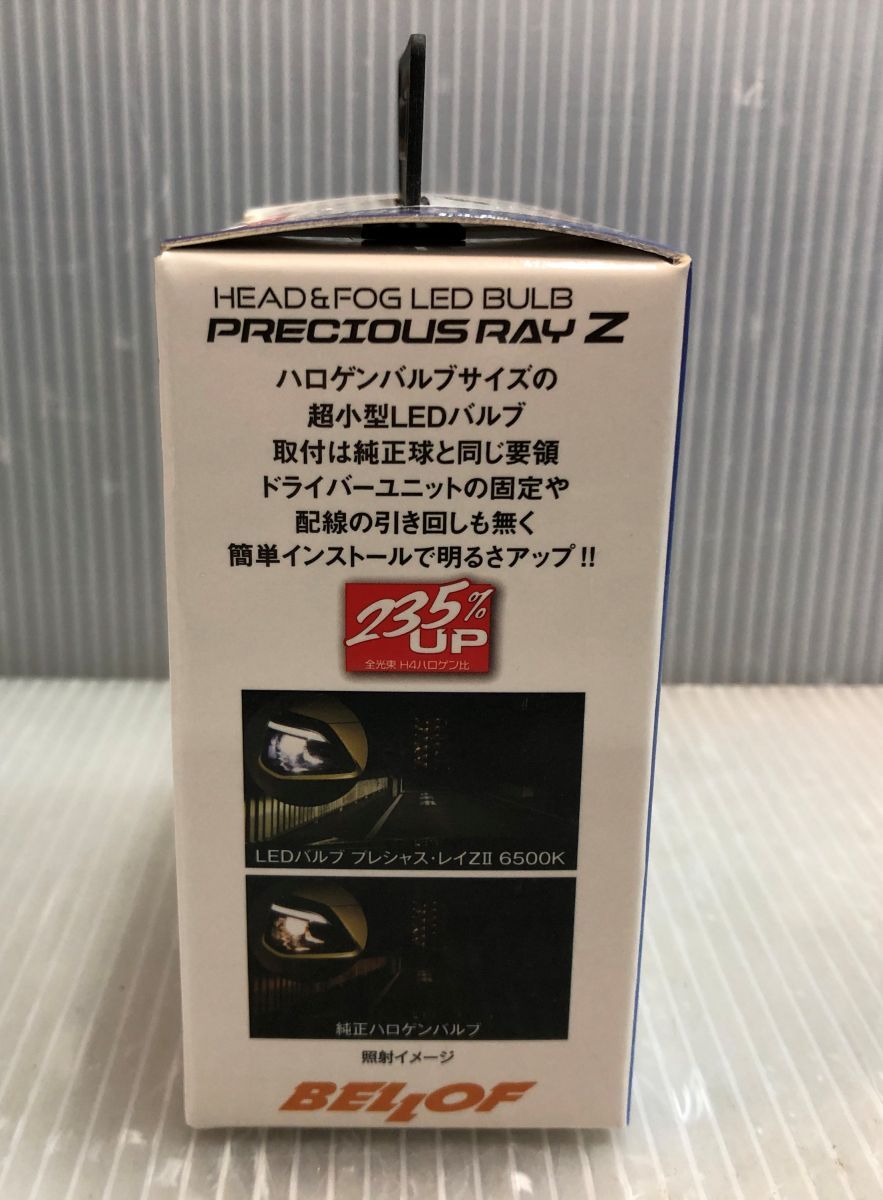 HEAD&FOG LED BULB
PRECIOUS RAY Z
ハロゲンバルブサイズの
超小型LEDバルブ
取付は純正球と同じ要領
ドライバーユニットの固定や
配線の引き回しも無く
簡単インストールで明るさアップ!!
235%
UP
全光束 H4ハロゲン比
LEDバルブ プレシャス・レイZⅡ 6500K
純正ハロゲンバルブ
照射イメージ
BELLOF